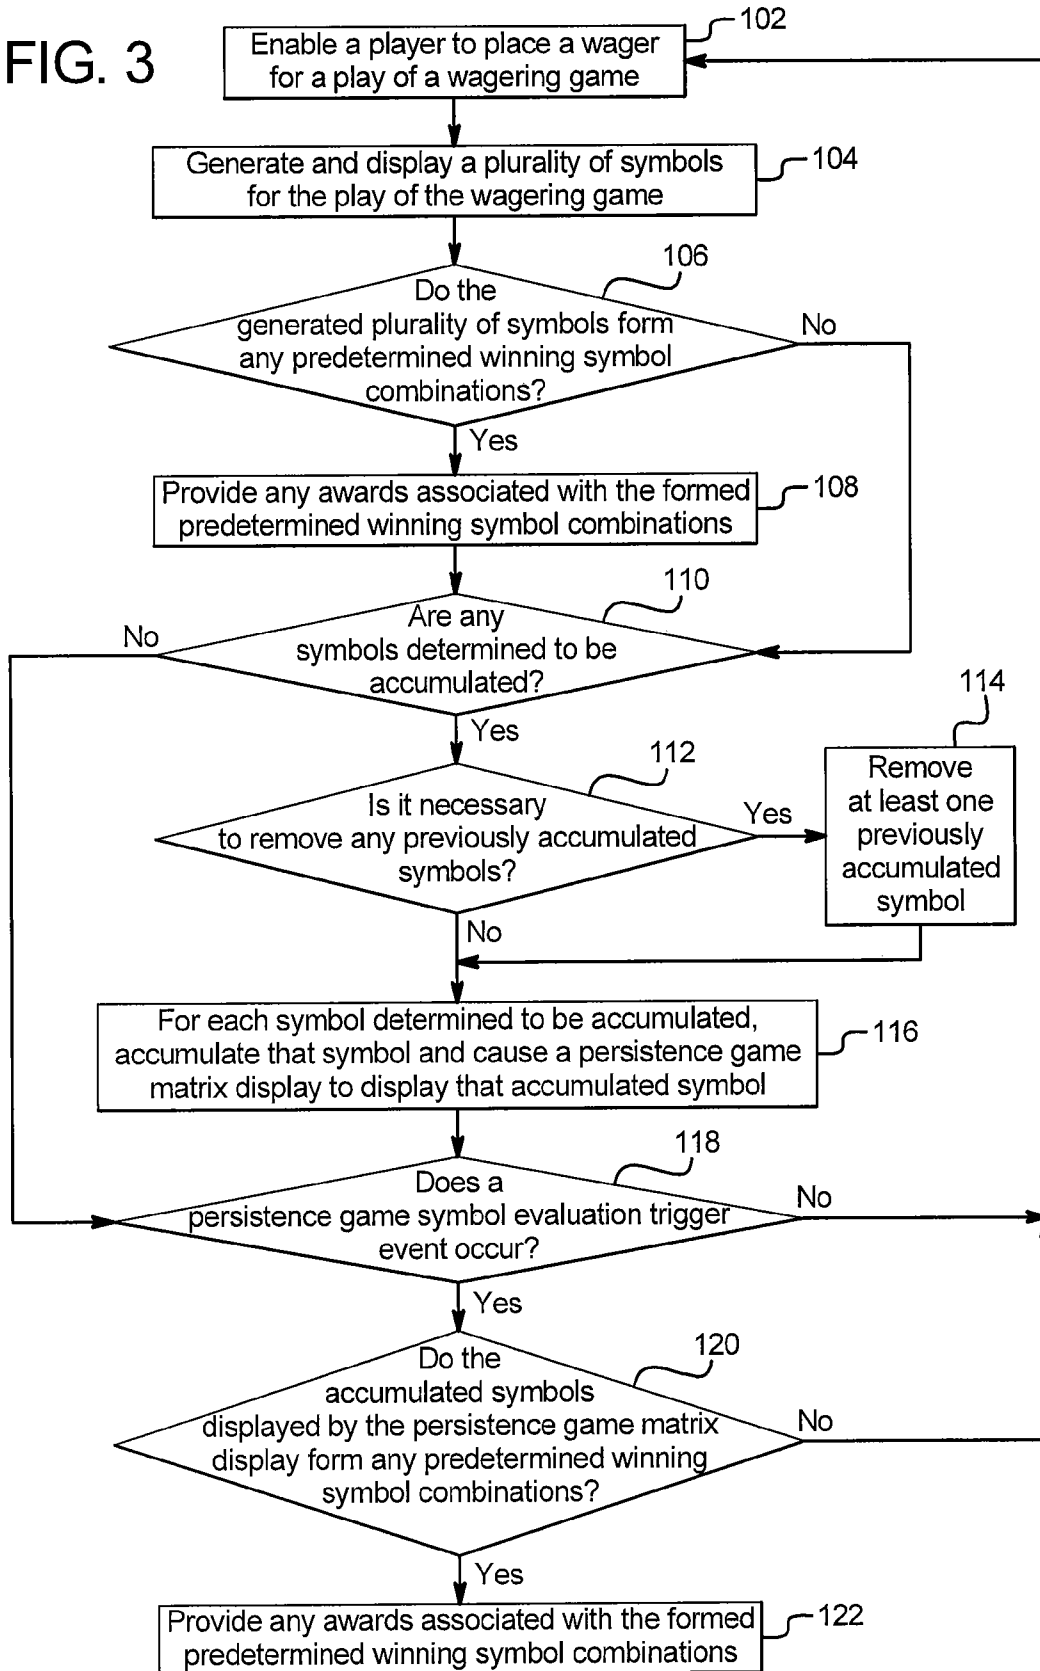 FIG. 3
102
Enable a player to place a wager
for a play of a wagering game
Generate and display a plurality of symbols
for the play of the wagering game
104
106
Do the
generated plurality of symbols form
any predetermined winning symbol
combinations?
No
Yes
Provide any awards associated with the formed
predetermined winning symbol combinations
108
110
Are any
symbols determined to be
accumulated?
No
Yes
112
Is it necessary
to remove any previously accumulated
symbols?
Yes
No
114
Remove
at least one
previously
accumulated
symbol
For each symbol determined to be accumulated,
accumulate that symbol and cause a persistence game
matrix display to display that accumulated symbol
116
118
Does a
persistence game symbol evaluation trigger
event occur?
No
Yes
120
Do the
accumulated symbols
displayed by the persistence game matrix
display form any predetermined winning
symbol combinations?
No
Yes
Provide any awards associated with the formed
predetermined winning symbol combinations
122